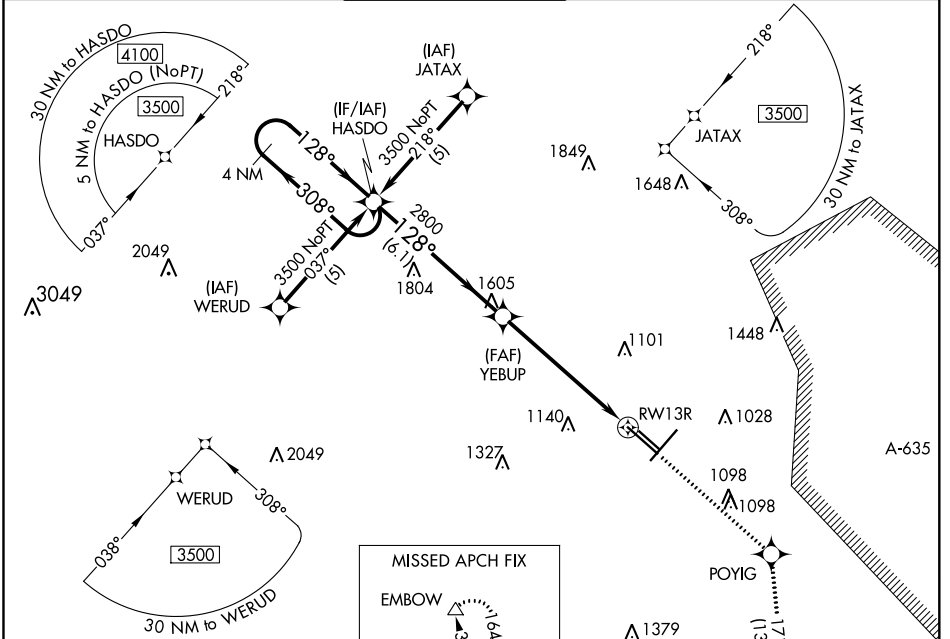 30 NM to HASDO
4100
5 NM to HASDO (NoPT)
3500
218°
HASDO
037°
(IAF)
JATAX
(IF/IAF)
HASDO
3500 NoPT
218°
(5)
128°
4 NM
308°
3500 NoPT
037°
(5)
(IAF)
WERUD
2800
128°
(6.1)
1804
1605
(FAF)
YEBUP
218°
JATAX
3500
30 NM to JATAX
308°
1849
1648
2049
3049
1101
1448
1140
RW13R
1028
1327
A-635
2049
1098
1098
WERUD
308°
038°
3500
30 NM to WERUD
POYIG
MISSED APCH FIX
EMBOW
164
1379